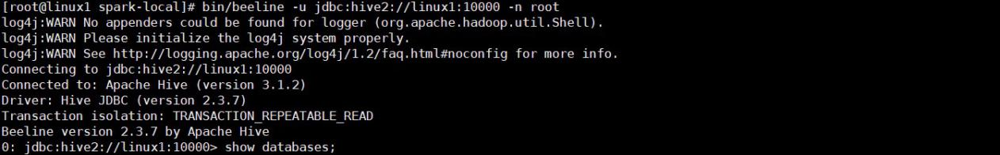 [root@linux1 spark-local]# bin/beeline -u jdbc:hive2://linux1:10000 -n root
log4j:WARN No appenders could be found for logger (org.apache.hadoop.util.Shell).
log4j:WARN Please initialize the log4j system properly.
log4j:WARN See http://logging.apache.org/log4j/1.2/faq.html#noconfig for more info.
Connecting to jdbc:hive2://linux1:10000
Connected to: Apache Hive (version 3.1.2)
Driver: Hive JDBC (version 2.3.7)
Transaction isolation: TRANSACTION_REPEATABLE_READ
Beeline version 2.3.7 by Apache Hive
0: jdbc:hive2://linux1:10000> show databases;